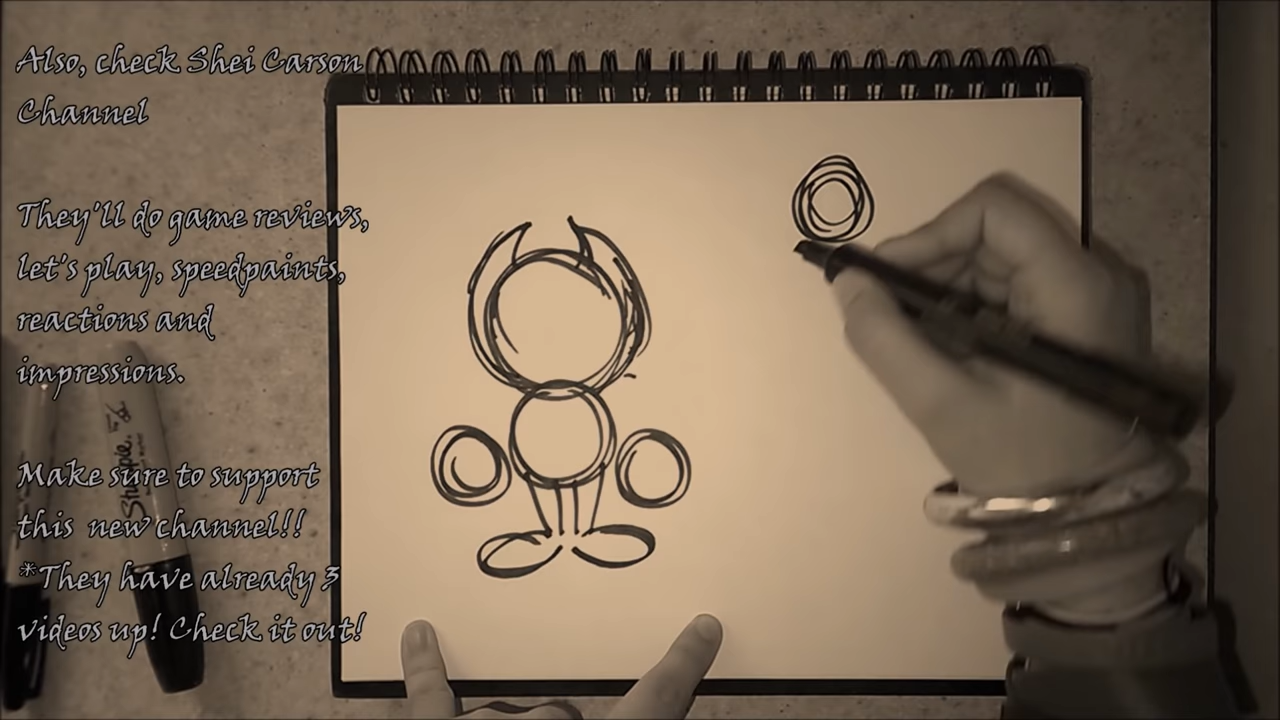 Also, check Shei Carson
Channel
They'll do game reviews,
let's play, speedpaints,
reactions and
impressions.
Make sure to support
this new channel!!
*They have already 3
videos up! Check it out!
Sharpie